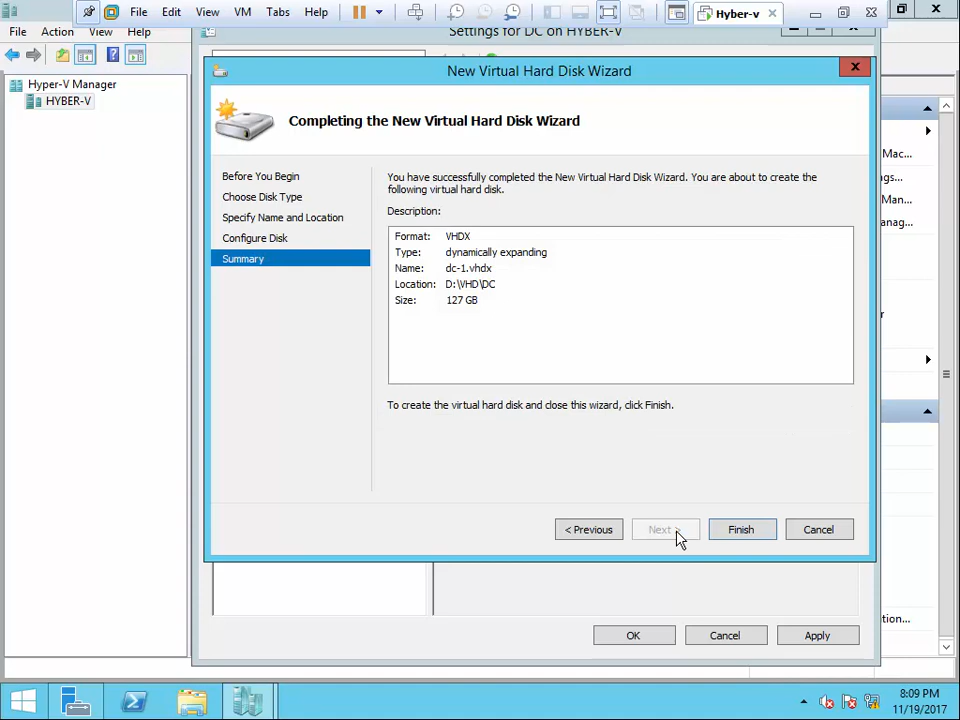 File Edit View VM Tabs Help Hyber-v
File Action View Help
Settings for DC on HYBER-V
Hyper-V Manager
HYBER-V
New Virtual Hard Disk Wizard
Completing the New Virtual Hard Disk Wizard
Before You Begin
Choose Disk Type
Specify Name and Location
Configure Disk
Summary
You have successfully completed the New Virtual Hard Disk Wizard. You are about to create the
following virtual hard disk.
Description:
Format: VHDX
Type: dynamically expanding
Name: dc-1.vhdx
Location: D:\VHD\DC
Size: 127 GB
To create the virtual hard disk and close this wizard, click Finish.
< Previous Next > Finish Cancel
Mac...
gs...
Man...
nag...
tion...
OK Cancel Apply
8:09 PM
11/19/2017